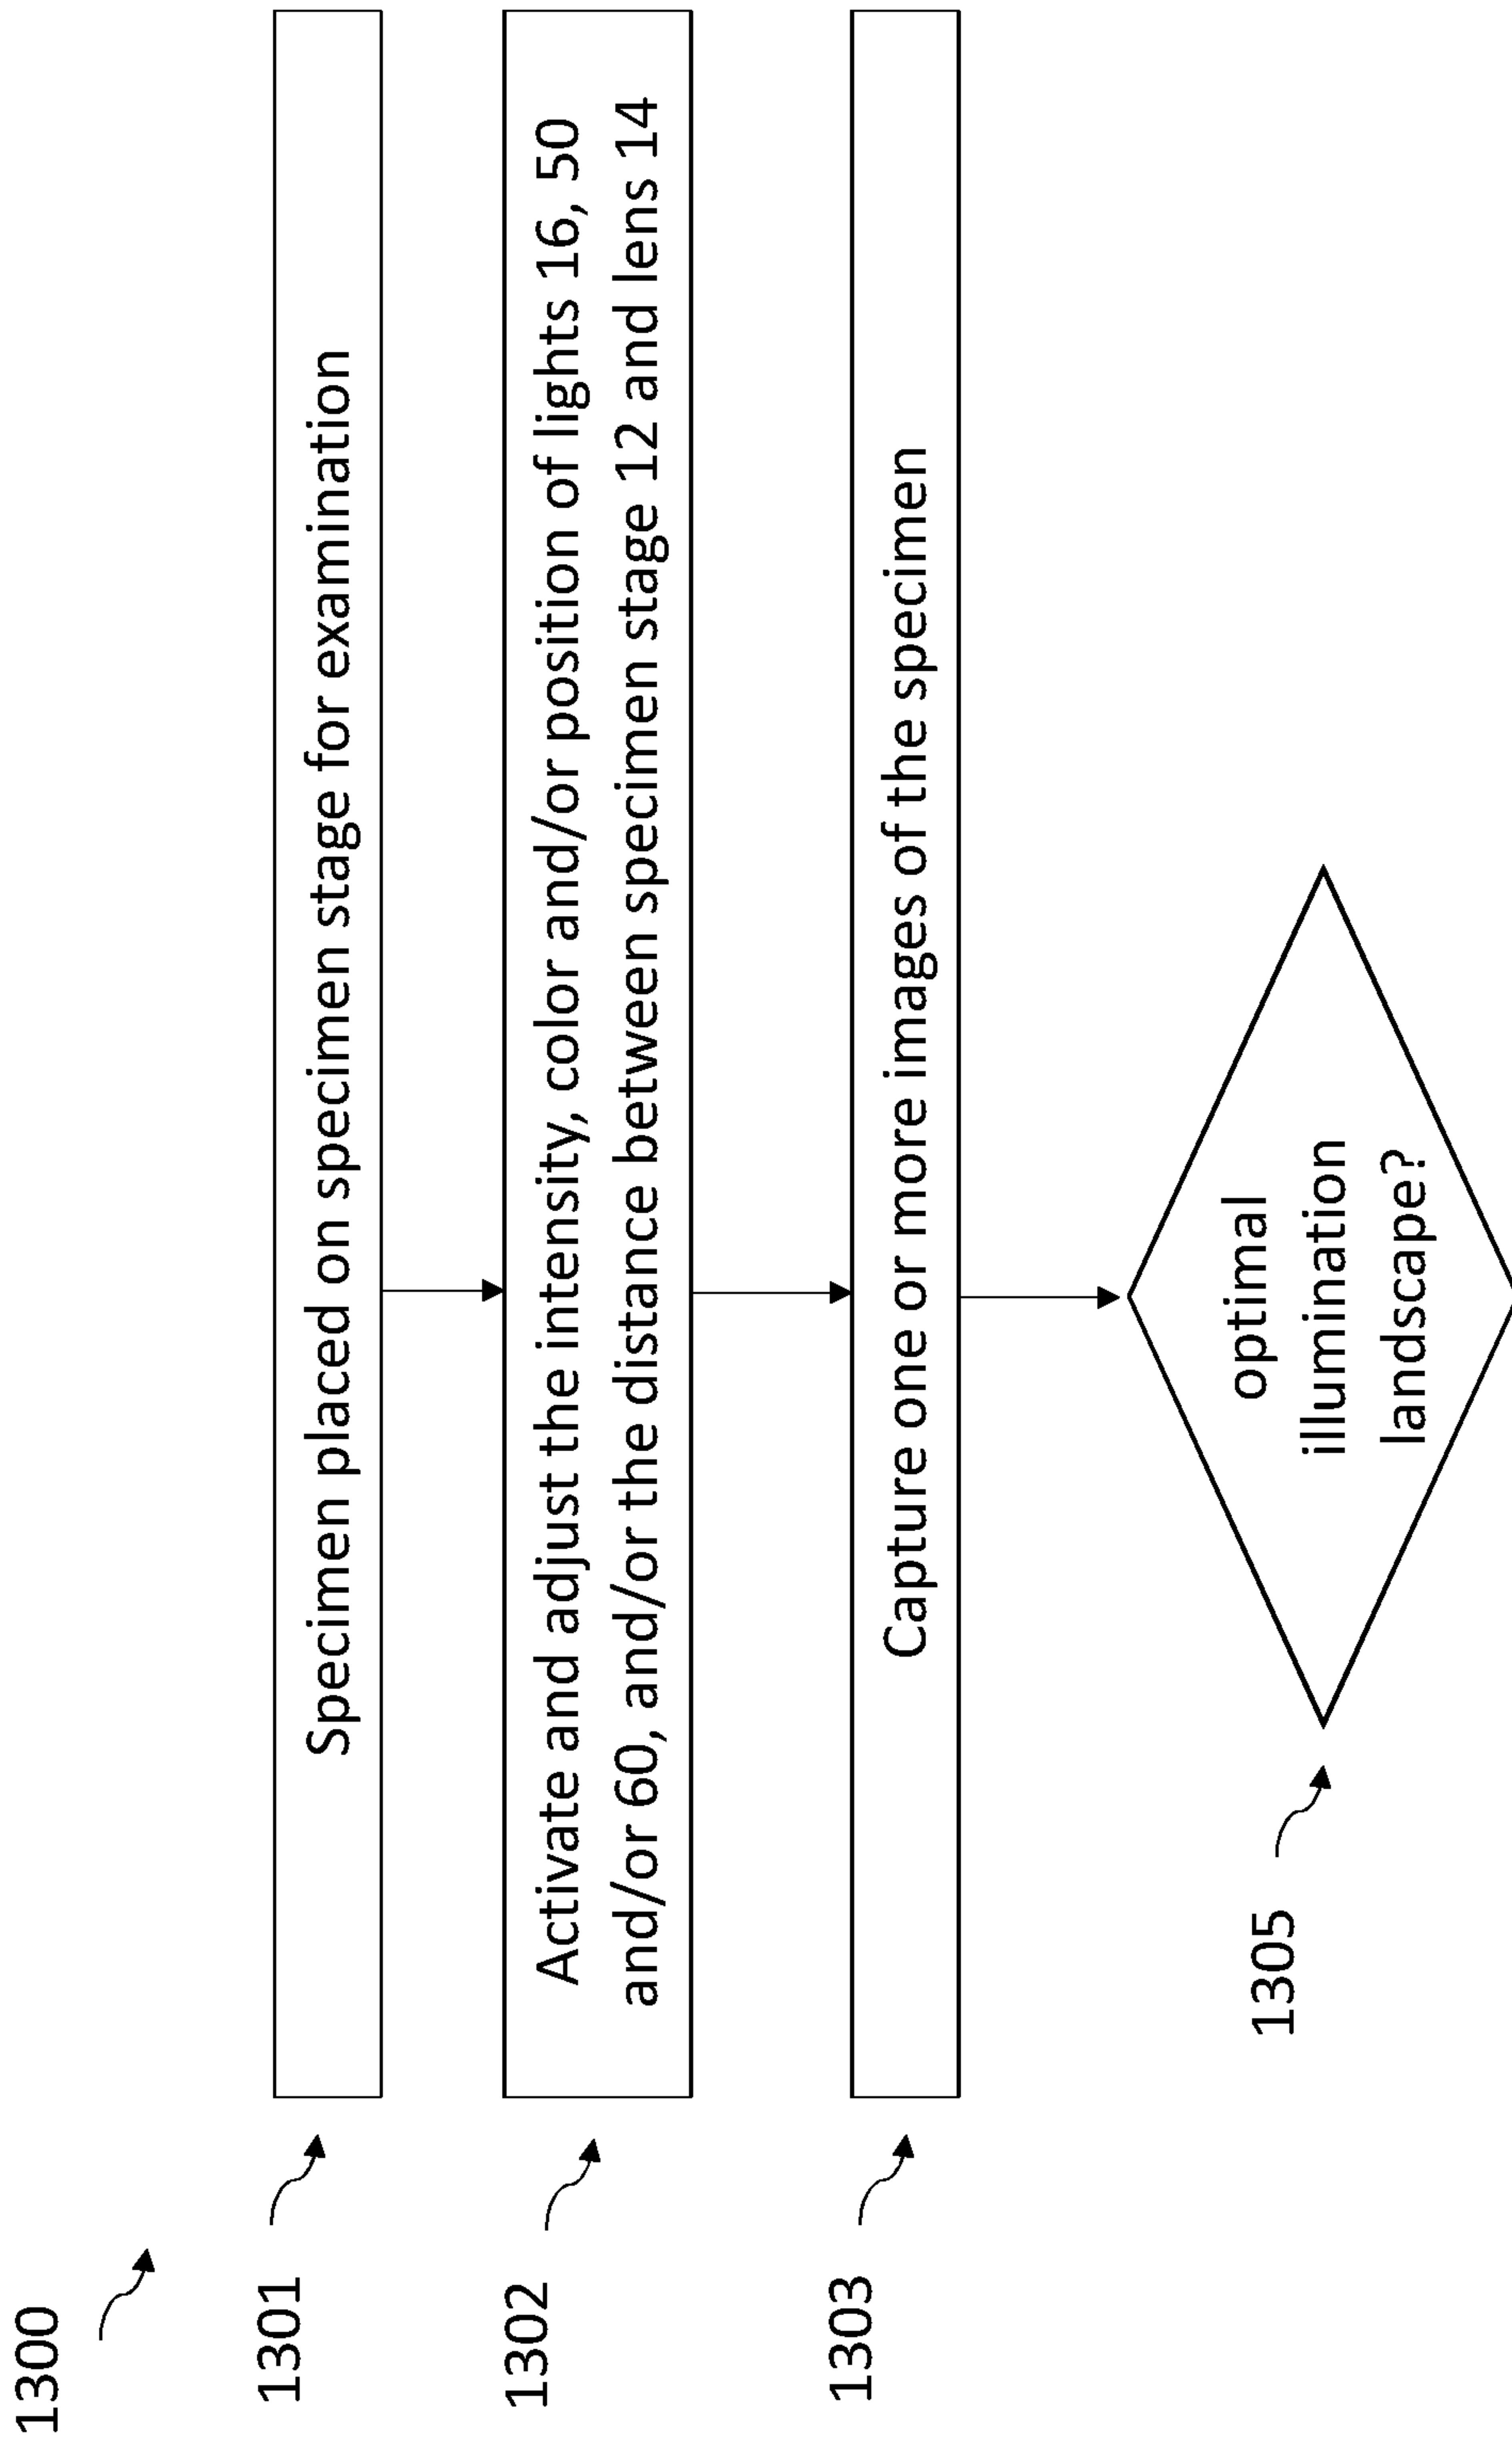 1300
1301
Specimen placed on specimen stage for examination
1302
Activate and adjust the intensity, color and/or position of lights 16, 50
and/or 60, and/or the distance between specimen stage 12 and lens 14
1303
Capture one or more images of the specimen
1305
optimal
illumination
landscape?